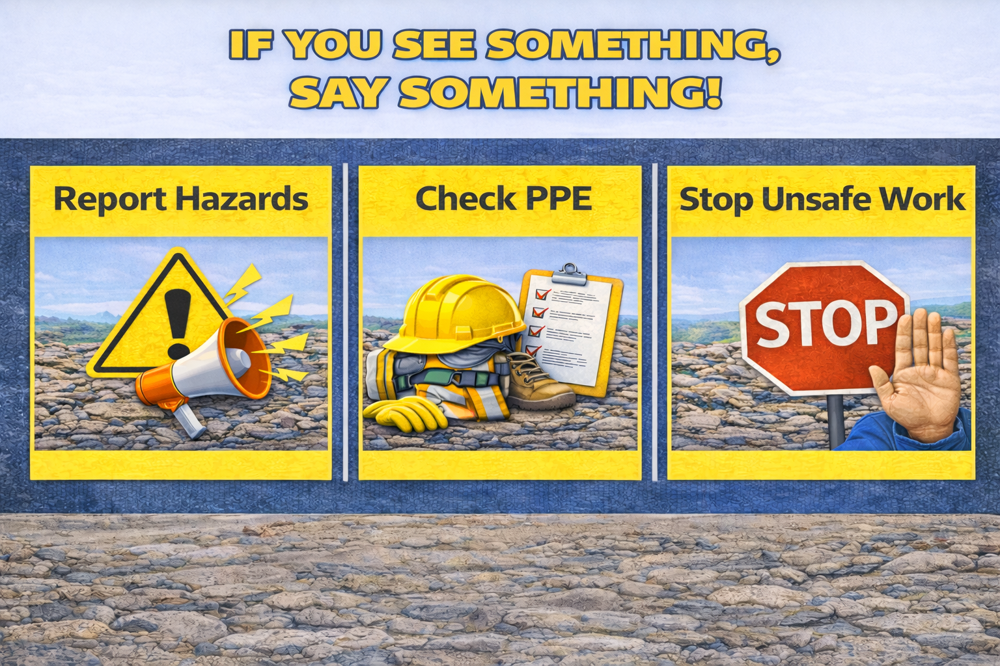 IF YOU SEE SOMETHING,
SAY SOMETHING!
Report Hazards
Check PPE
Stop Unsafe Work
STOP